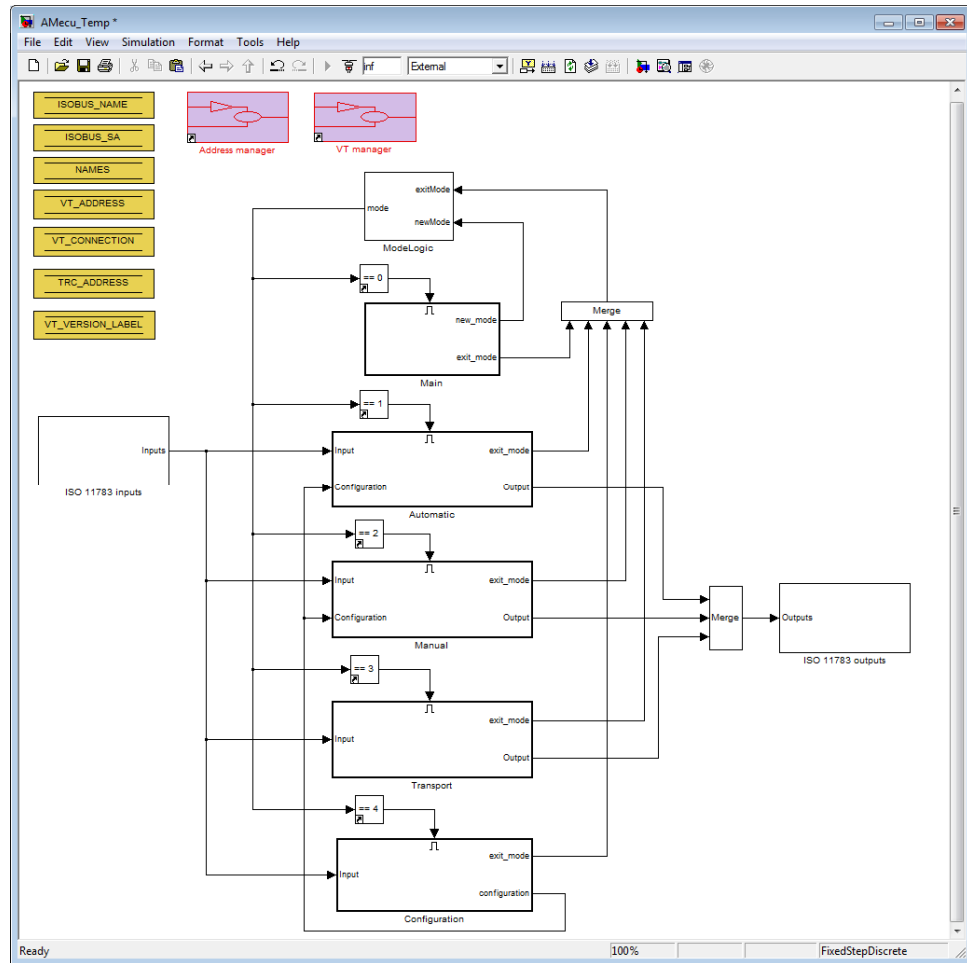 AMecu_Temp *
File Edit View Simulation Format Tools Help
inf External
ISOBUS_NAME
ISOBUS_SA
NAMES
VT_ADDRESS
VT_CONNECTION
TRC_ADDRESS
VT_VERSION_LABEL
Address manager
VT manager
exitMode
mode
newMode
ModeLogic
== 0
new_mode
exit_mode
Main
Merge
== 1
Inputs
ISO 11783 inputs
Input
exit_mode
Configuration
Output
Automatic
== 2
Input
exit_mode
Configuration
Output
Manual
Merge
Outputs
ISO 11783 outputs
== 3
exit_mode
Input
Output
Transport
== 4
exit_mode
Input
configuration
Configuration
Ready 100% FixedStepDiscrete